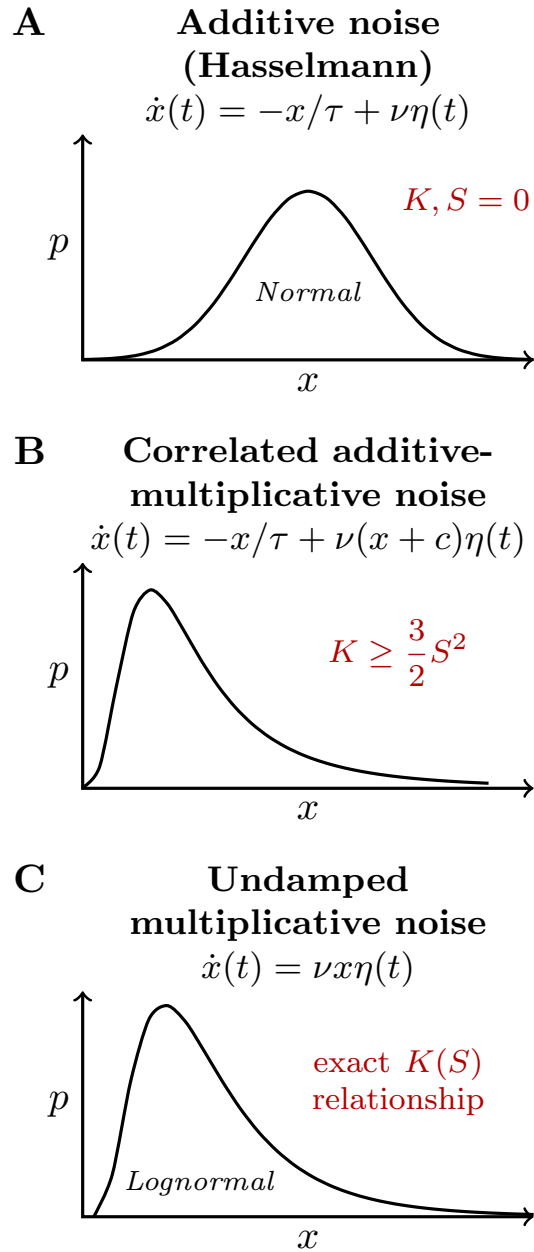 A
Additive noise
(Hasselmann)
ẋ(t) = −x/τ + νη(t)
K, S = 0
p
Normal
x
B
Correlated additive-
multiplicative noise
ẋ(t) = −x/τ + ν(x + c)η(t)
K ≥ 3/2 S²
p
x
C
Undamped
multiplicative noise
ẋ(t) = νxη(t)
exact K(S)
relationship
p
Lognormal
x